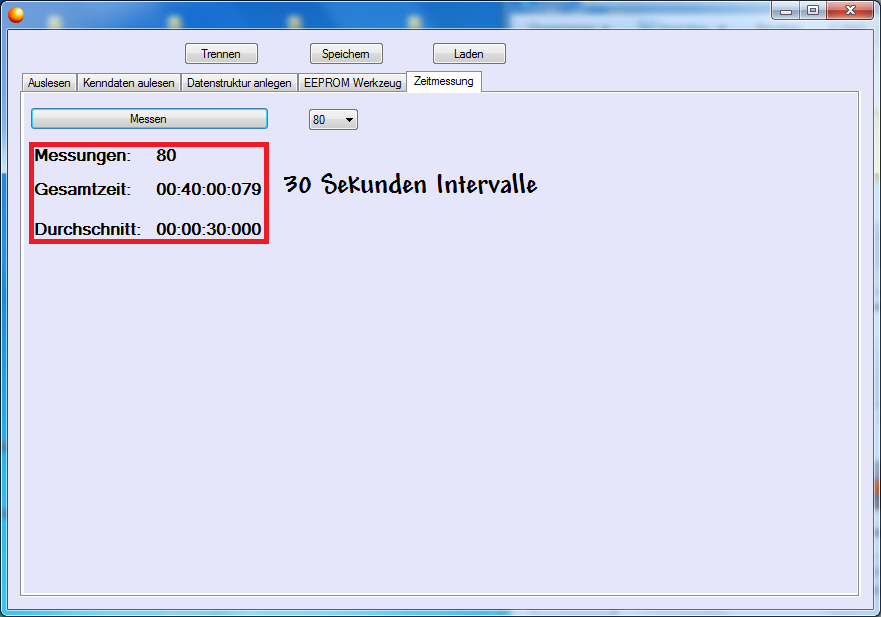 Trennen Speichern Laden
Auslesen Kenndaten aulesen Datenstruktur anlegen EEPROM Werkzeug Zeitmessung
Messen 80
Messungen: 80
Gesamtzeit: 00:40:00:079
30 Sekunden Intervalle
Durchschnitt: 00:00:30:000